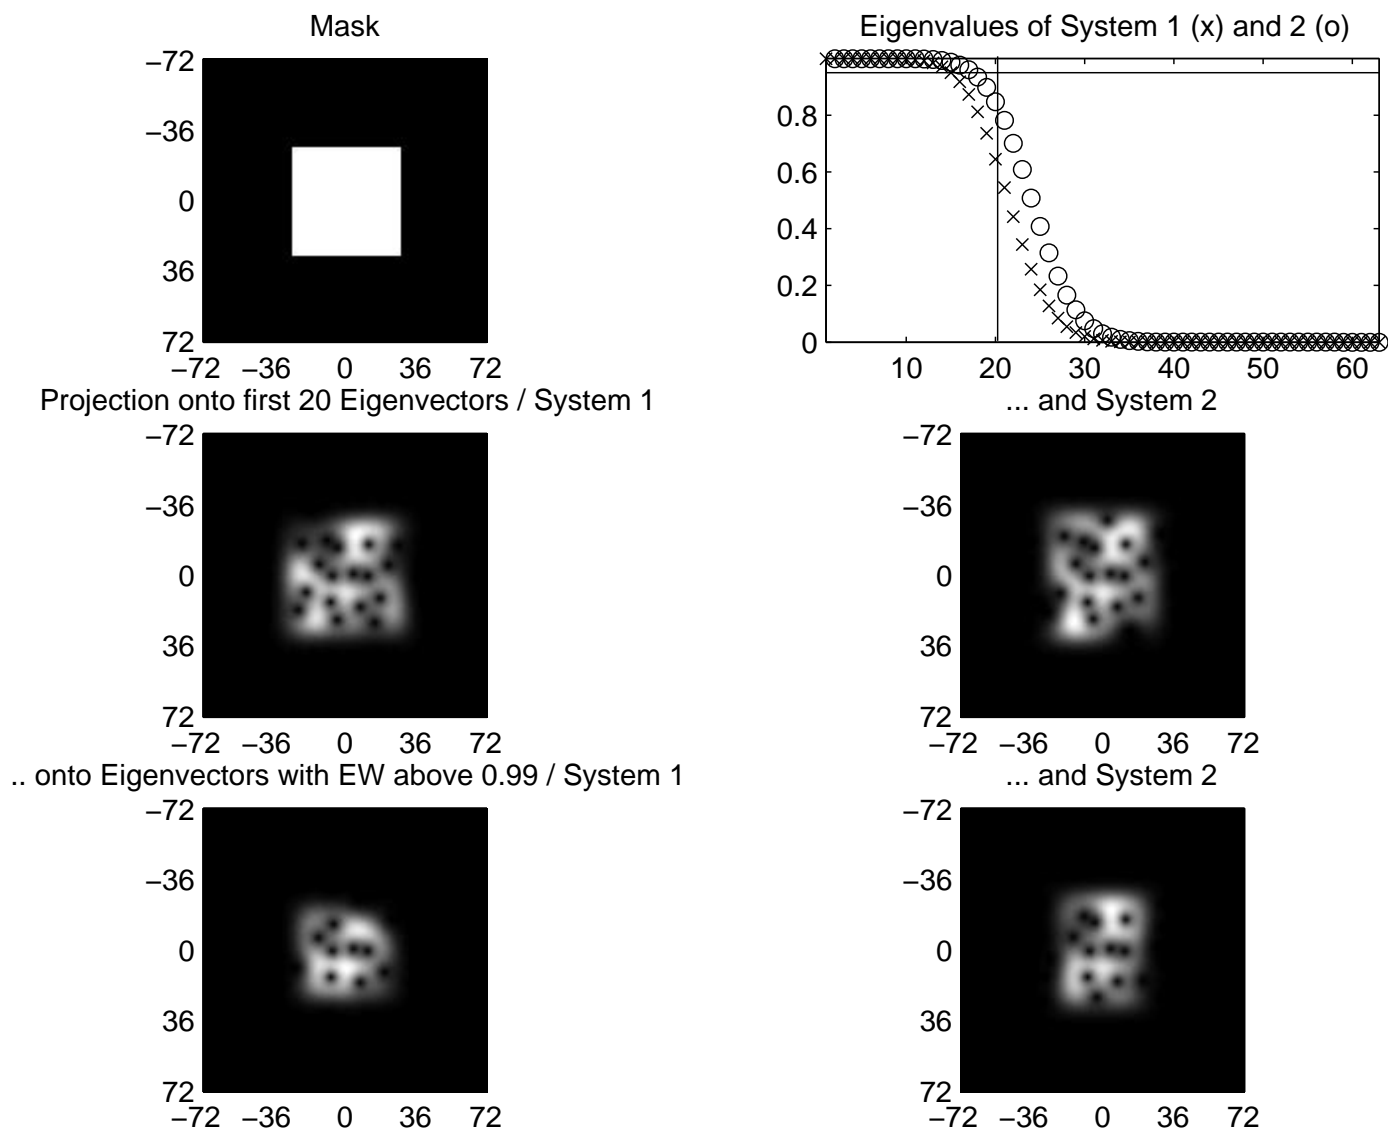 Mask
Eigenvalues of System 1 (x) and 2 (o)
−72
−36
0
36
72
−72 −36 0 36 72
0.8
0.6
0.4
0.2
0
10 20 30 40 50 60
Projection onto first 20 Eigenvectors / System 1
... and System 2
−72
−36
0
36
72
−72 −36 0 36 72
−72
−36
0
36
72
−72 −36 0 36 72
.. onto Eigenvectors with EW above 0.99 / System 1
... and System 2
−72
−36
0
36
72
−72 −36 0 36 72
−72
−36
0
36
72
−72 −36 0 36 72